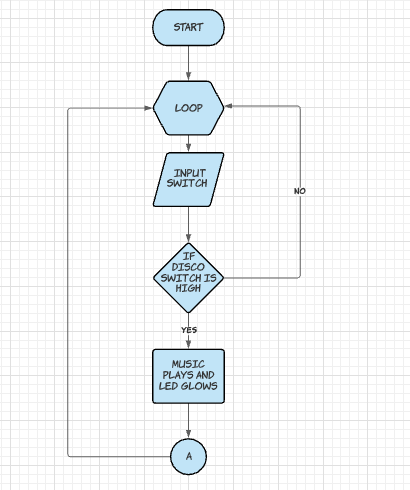 START
LOOP
INPUT
SWITCH
NO
IF
DISCO
SWITCH IS
HIGH
YES
MUSIC
PLAYS AND
LED GLOWS
A